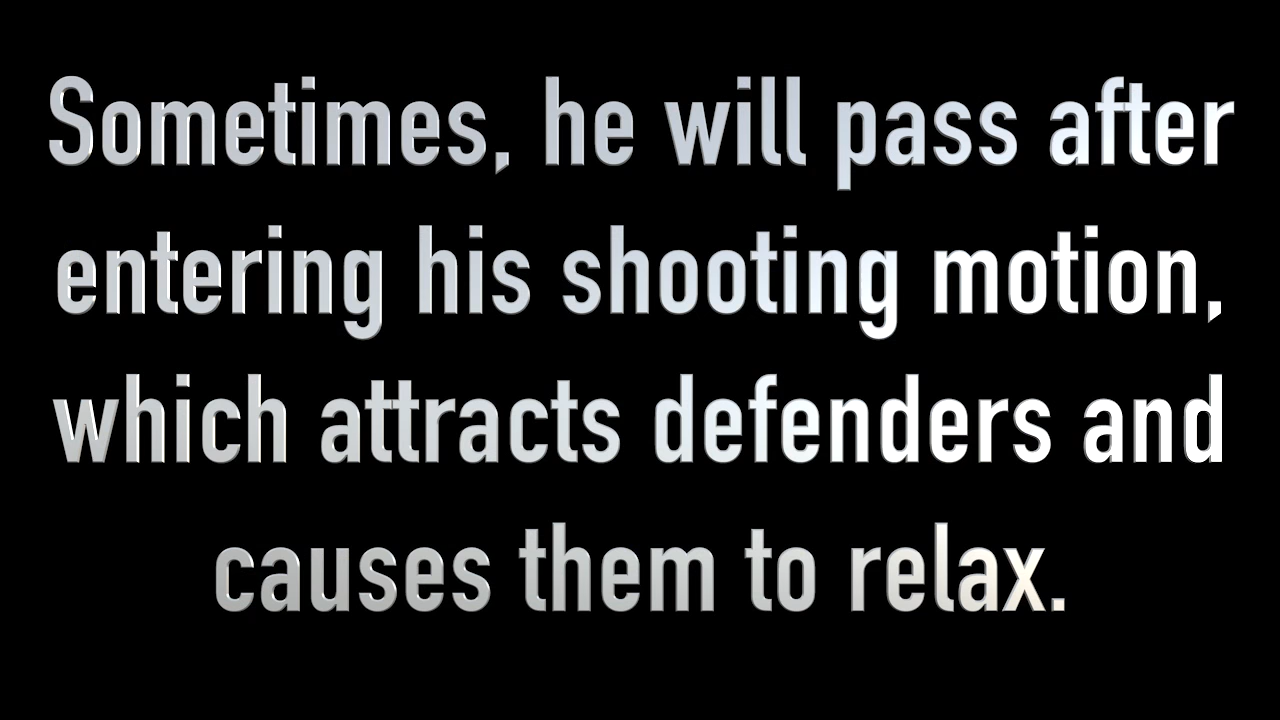 Sometimes, he will pass after
entering his shooting motion,
which attracts defenders and
causes them to relax.